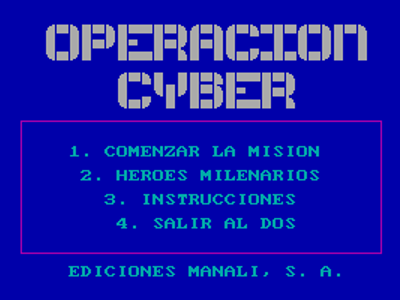 OPERACION
CYBER
1. COMENZAR LA MISION
2. HEROES MILENARIOS
3. INSTRUCCIONES
4. SALIR AL DOS
EDICIONES MANALI, S. A.